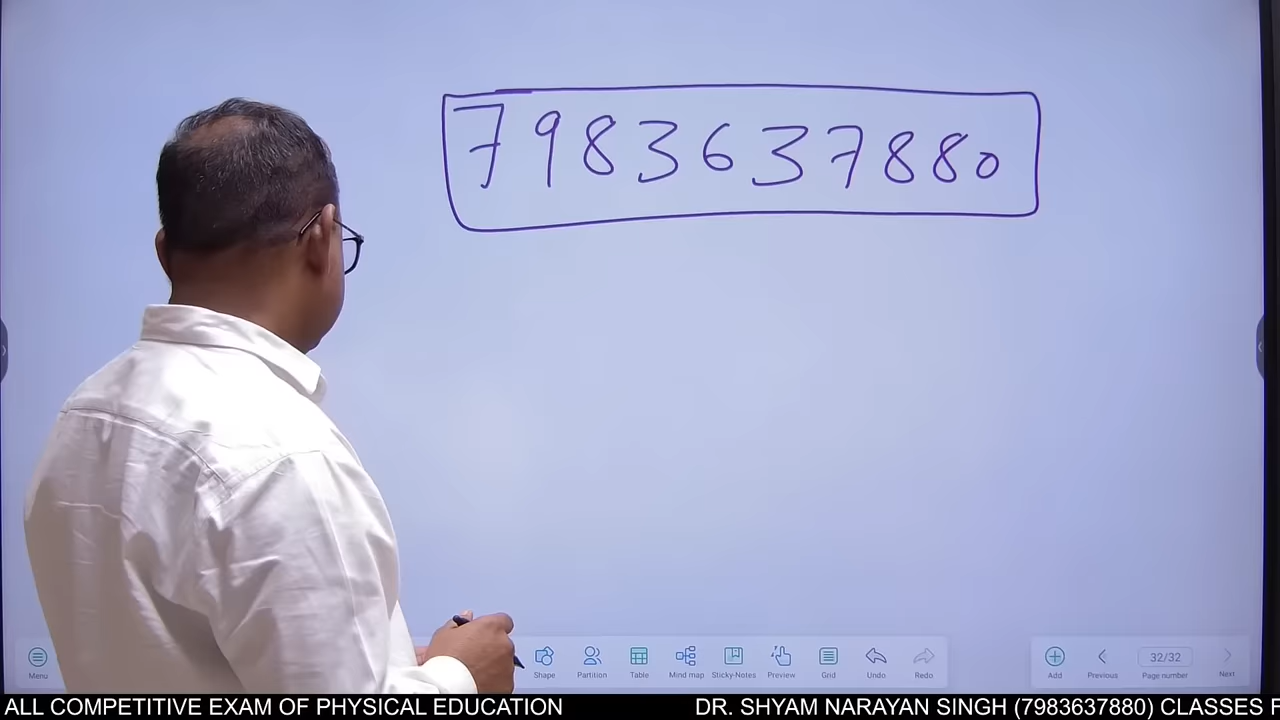 7983637880
Menu
Shape
Partition
Table
Mind map
Sticky-Notes
Preview
Grid
Undo
Redo
Add
Previous
32/32
Page number
Next
ALL COMPETITIVE EXAM OF PHYSICAL EDUCATION
DR. SHYAM NARAYAN SINGH (7983637880) CLASSES F